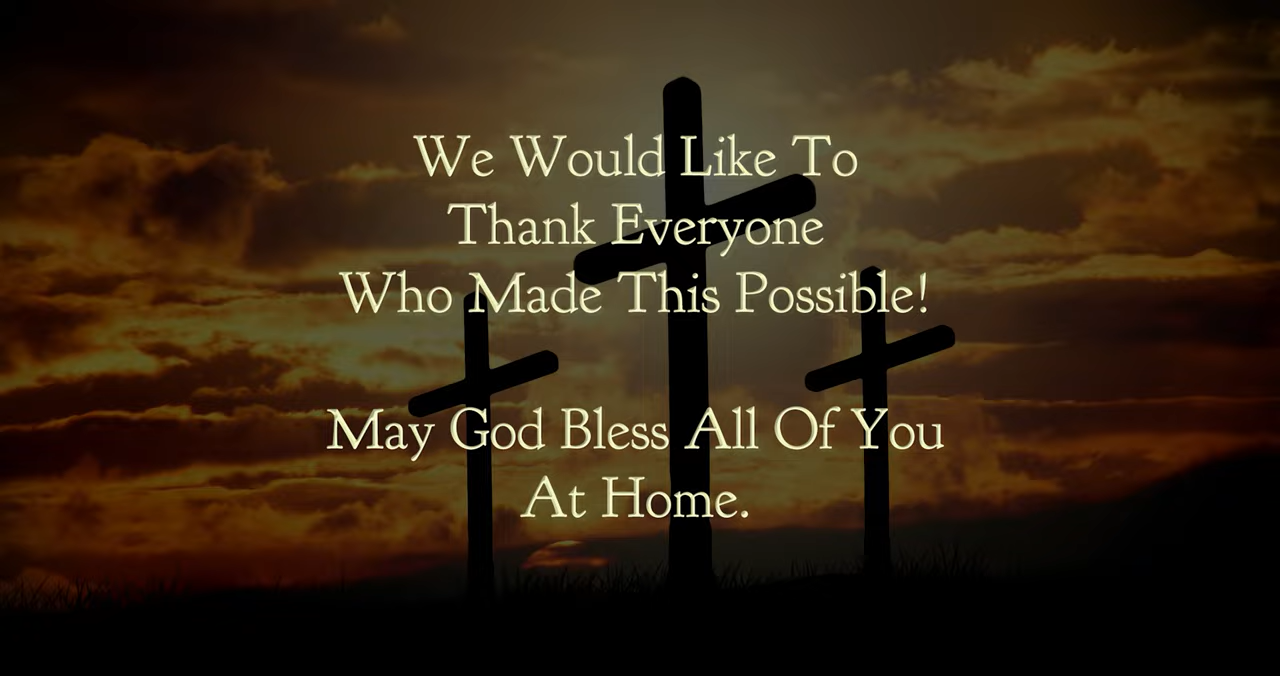 We Would Like To
Thank Everyone
Who Made This Possible!
May God Bless All Of You
At Home.